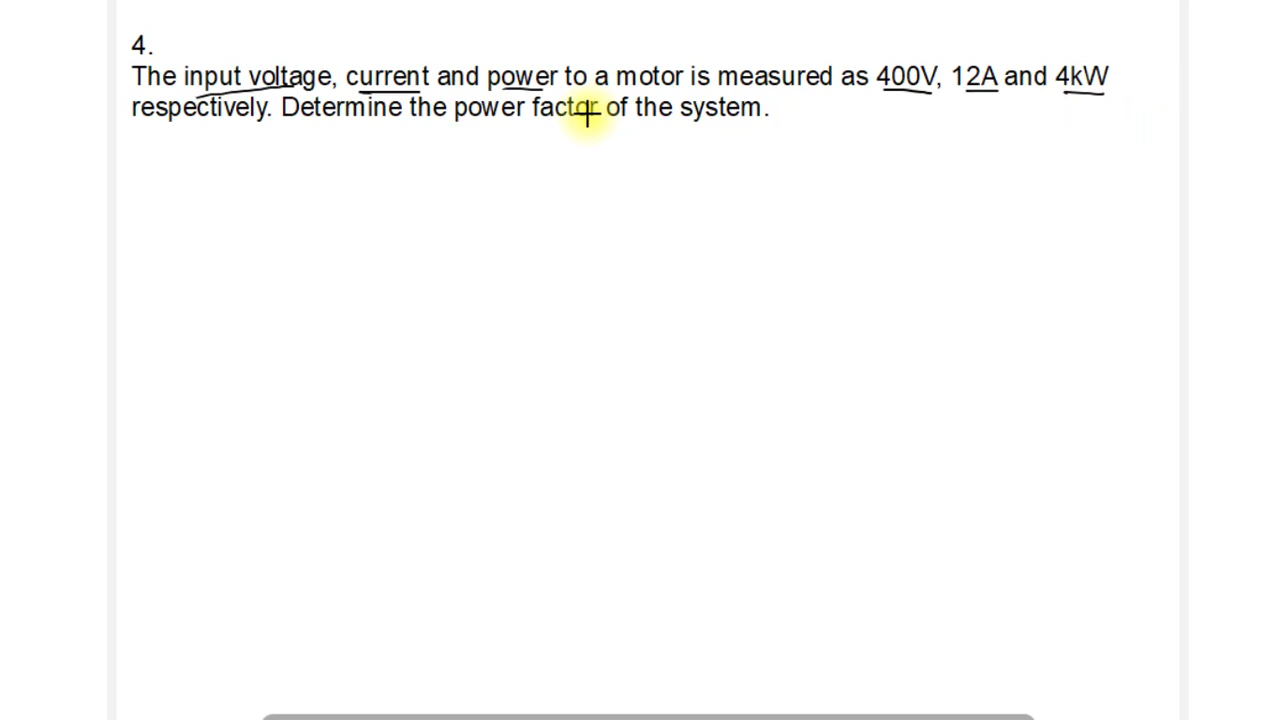 4.
The input voltage, current and power to a motor is measured as 400V, 12A and 4kW
respectively. Determine the power factor of the system.